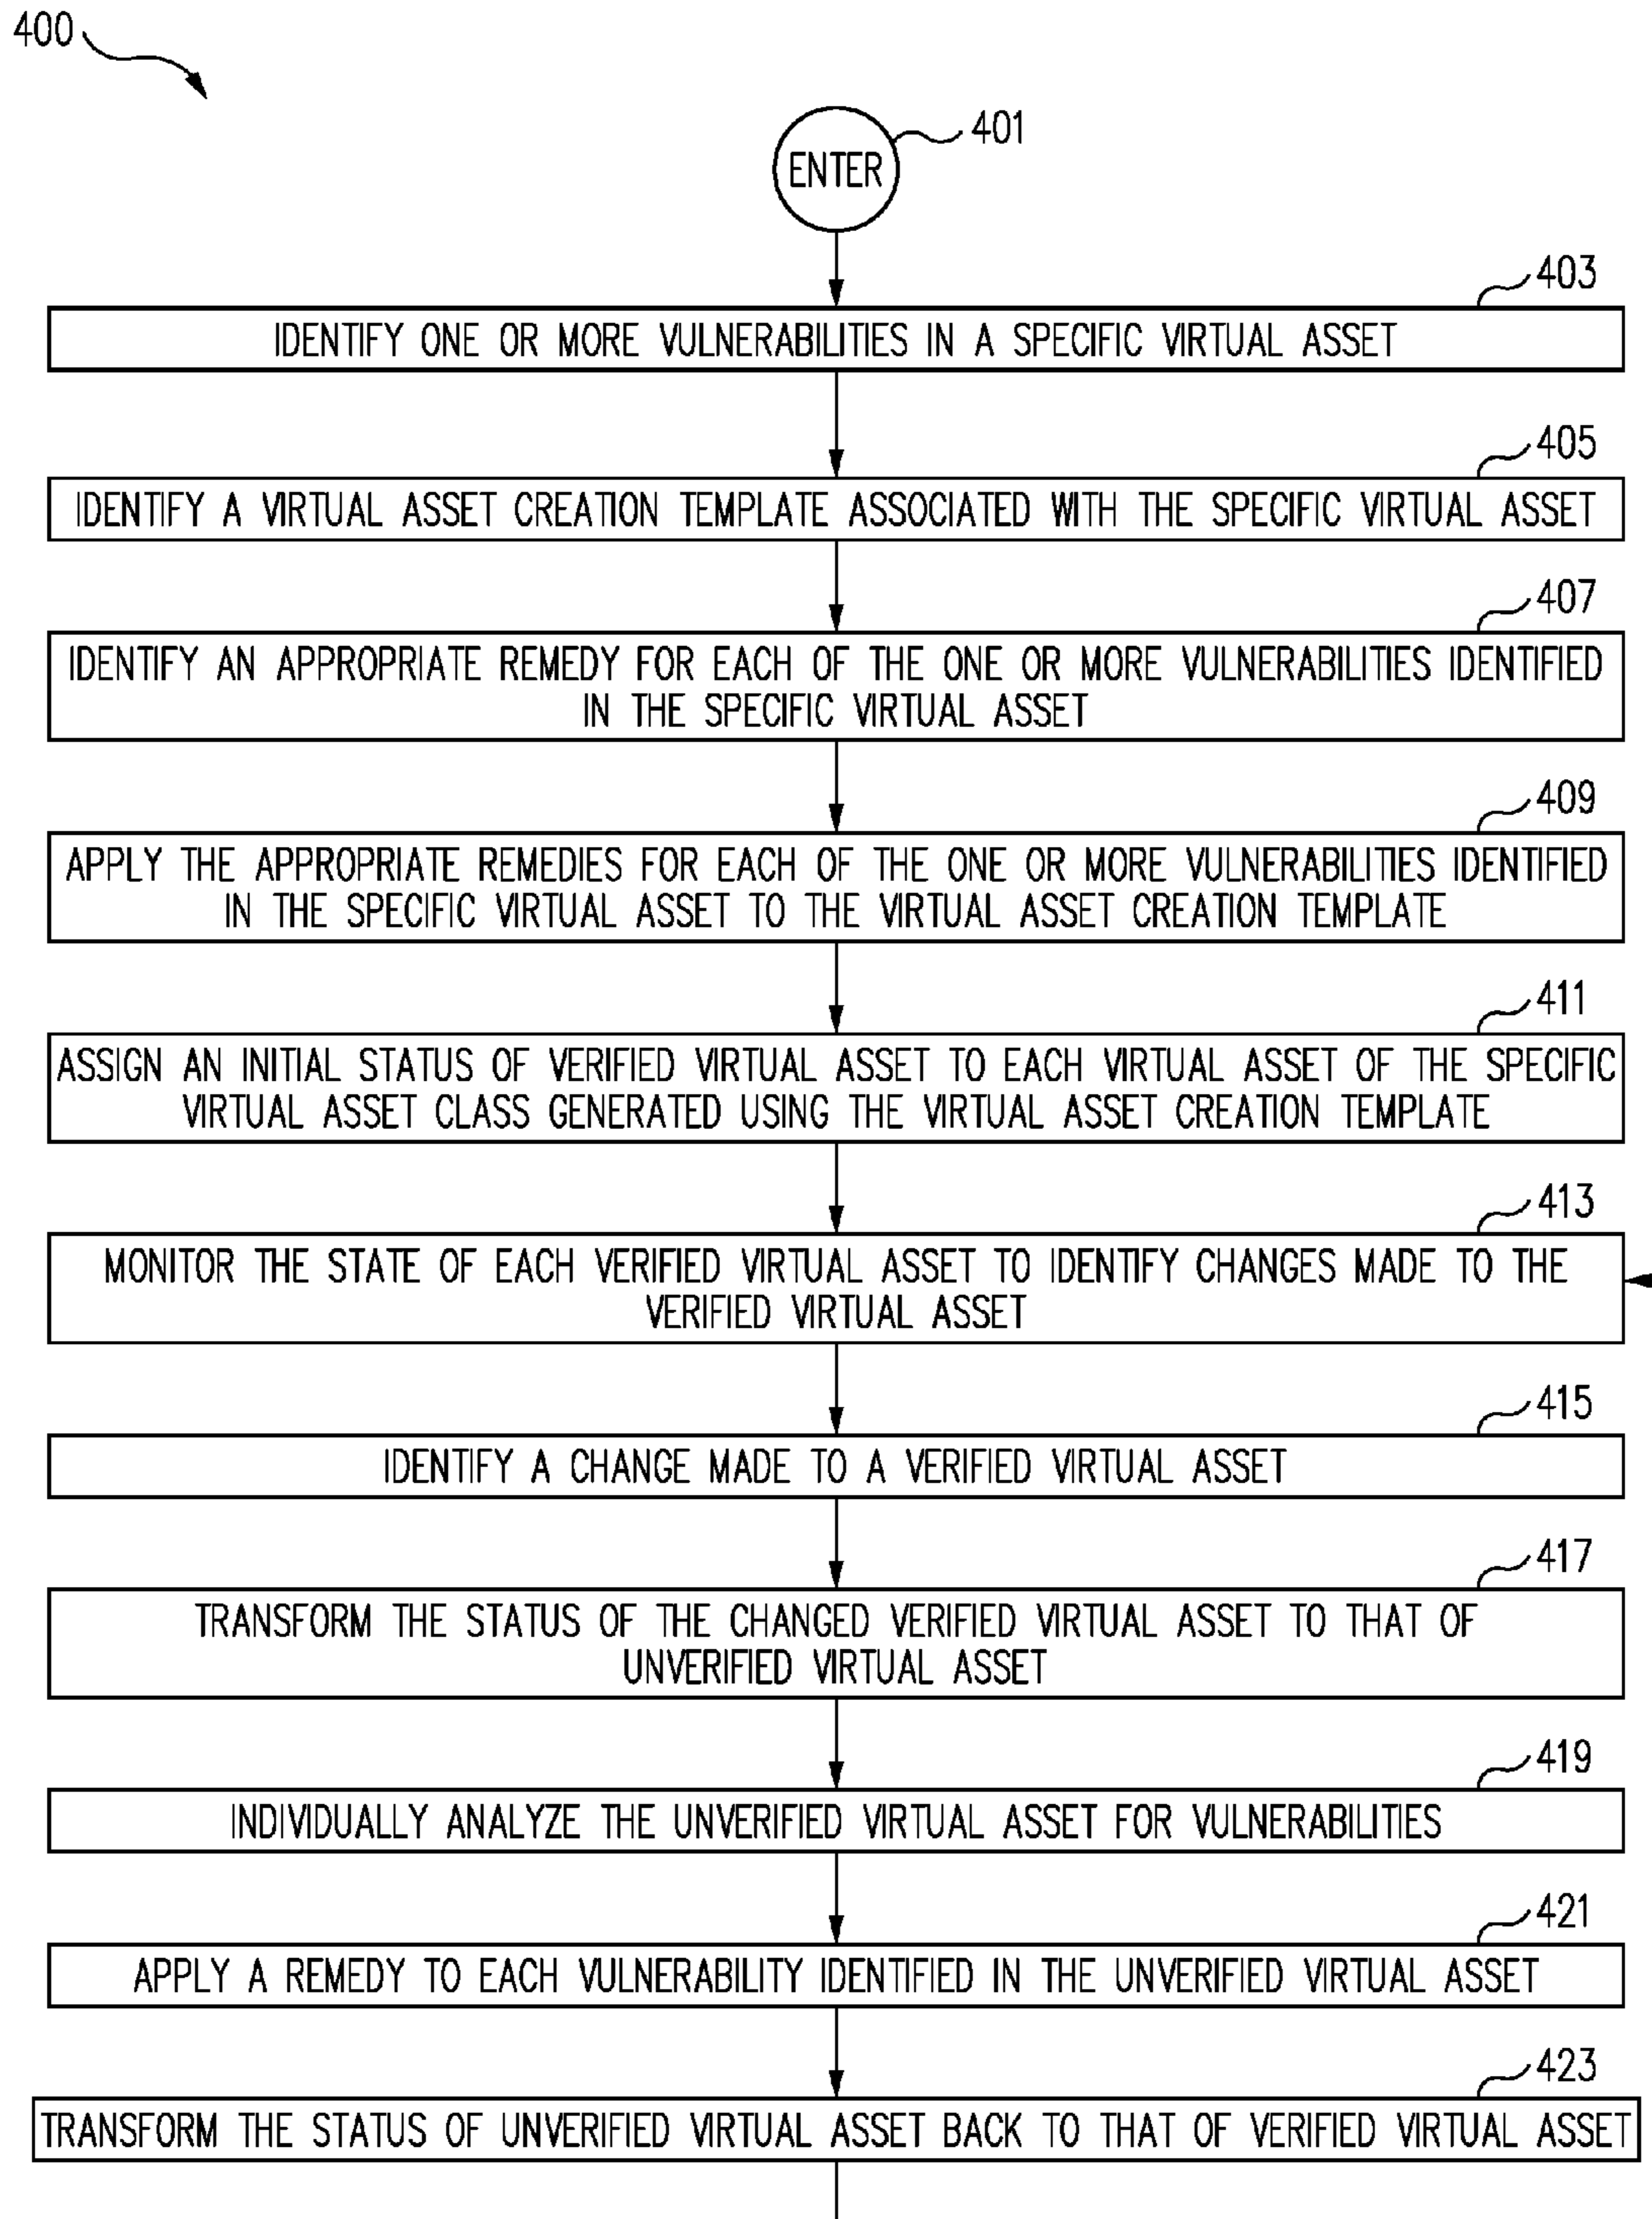 400
401
ENTER
403
IDENTIFY ONE OR MORE VULNERABILITIES IN A SPECIFIC VIRTUAL ASSET
405
IDENTIFY A VIRTUAL ASSET CREATION TEMPLATE ASSOCIATED WITH THE SPECIFIC VIRTUAL ASSET
407
IDENTIFY AN APPROPRIATE REMEDY FOR EACH OF THE ONE OR MORE VULNERABILITIES IDENTIFIED
IN THE SPECIFIC VIRTUAL ASSET
409
APPLY THE APPROPRIATE REMEDIES FOR EACH OF THE ONE OR MORE VULNERABILITIES IDENTIFIED
IN THE SPECIFIC VIRTUAL ASSET TO THE VIRTUAL ASSET CREATION TEMPLATE
411
ASSIGN AN INITIAL STATUS OF VERIFIED VIRTUAL ASSET TO EACH VIRTUAL ASSET OF THE SPECIFIC
VIRTUAL ASSET CLASS GENERATED USING THE VIRTUAL ASSET CREATION TEMPLATE
413
MONITOR THE STATE OF EACH VERIFIED VIRTUAL ASSET TO IDENTIFY CHANGES MADE TO THE
VERIFIED VIRTUAL ASSET
415
IDENTIFY A CHANGE MADE TO A VERIFIED VIRTUAL ASSET
417
TRANSFORM THE STATUS OF THE CHANGED VERIFIED VIRTUAL ASSET TO THAT OF
UNVERIFIED VIRTUAL ASSET
419
INDIVIDUALLY ANALYZE THE UNVERIFIED VIRTUAL ASSET FOR VULNERABILITIES
421
APPLY A REMEDY TO EACH VULNERABILITY IDENTIFIED IN THE UNVERIFIED VIRTUAL ASSET
423
TRANSFORM THE STATUS OF UNVERIFIED VIRTUAL ASSET BACK TO THAT OF VERIFIED VIRTUAL ASSET